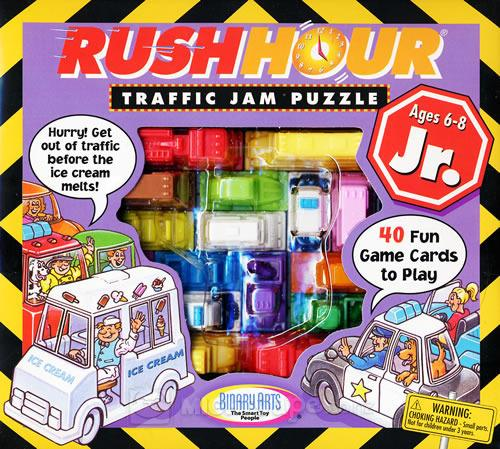 RUSH HOUR®
TRAFFIC JAM PUZZLE
Ages 6-8
Jr.
Hurry! Get
out of traffic
before the
ice cream
melts!
40 Fun
Game Cards
to Play
ICE CREAM
ICE CREAM
BINARY ARTS
The Smart Toy
People
WARNING:
CHOKING HAZARD - Small parts.
Not for children under 3 years.